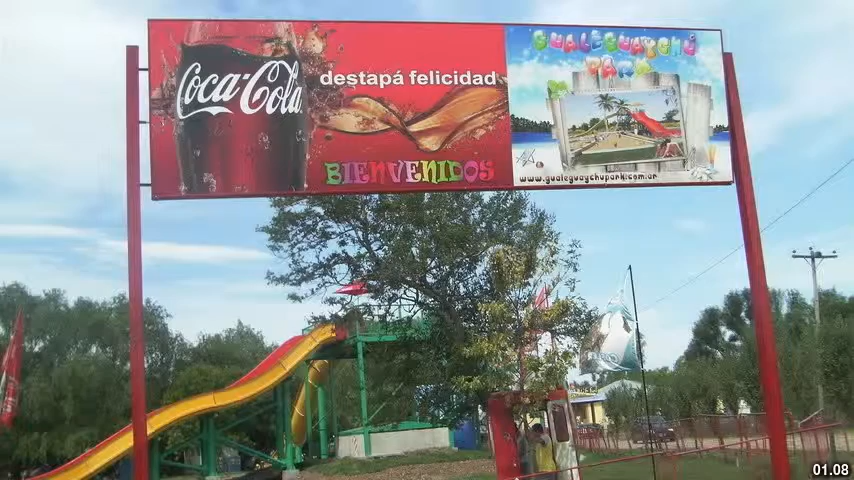 Coca-Cola
destapá felicidad
BIENVENIDOS
GUALEGUAYCHÚ
PARK
www.gualeguaychupark.com.ar
01.08